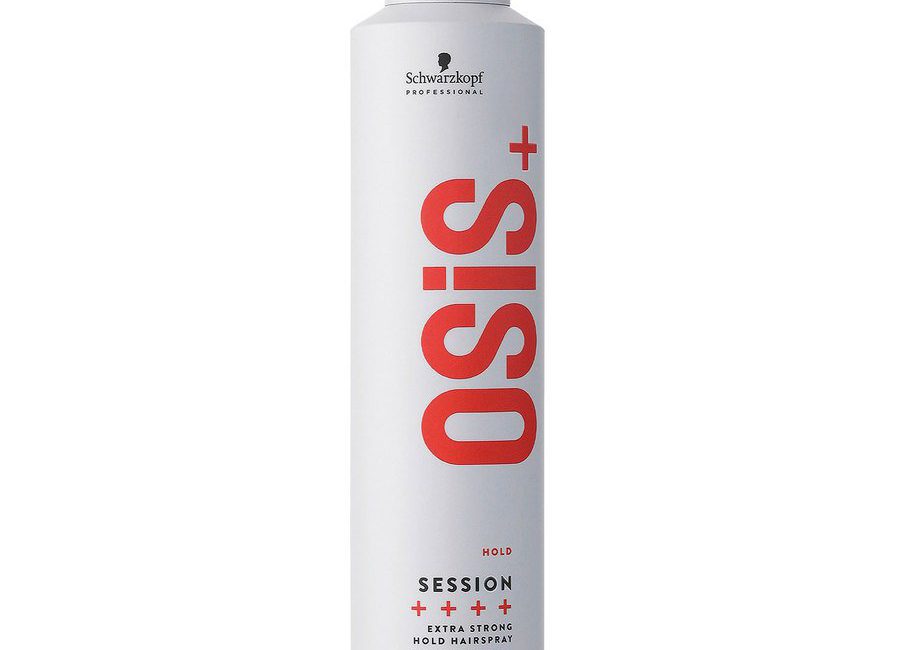 Schwarzkopf
PROFESSIONAL
OSiS+
HOLD
SESSION
++++
EXTRA STRONG
HOLD HAIRSPRAY